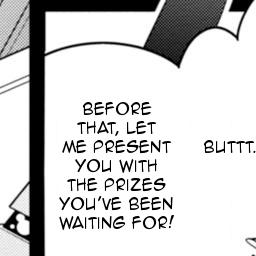 BEFORE
THAT, LET
ME PRESENT
YOU WITH
THE PRIZES
YOU'VE BEEN
WAITING FOR!
BUTTT.